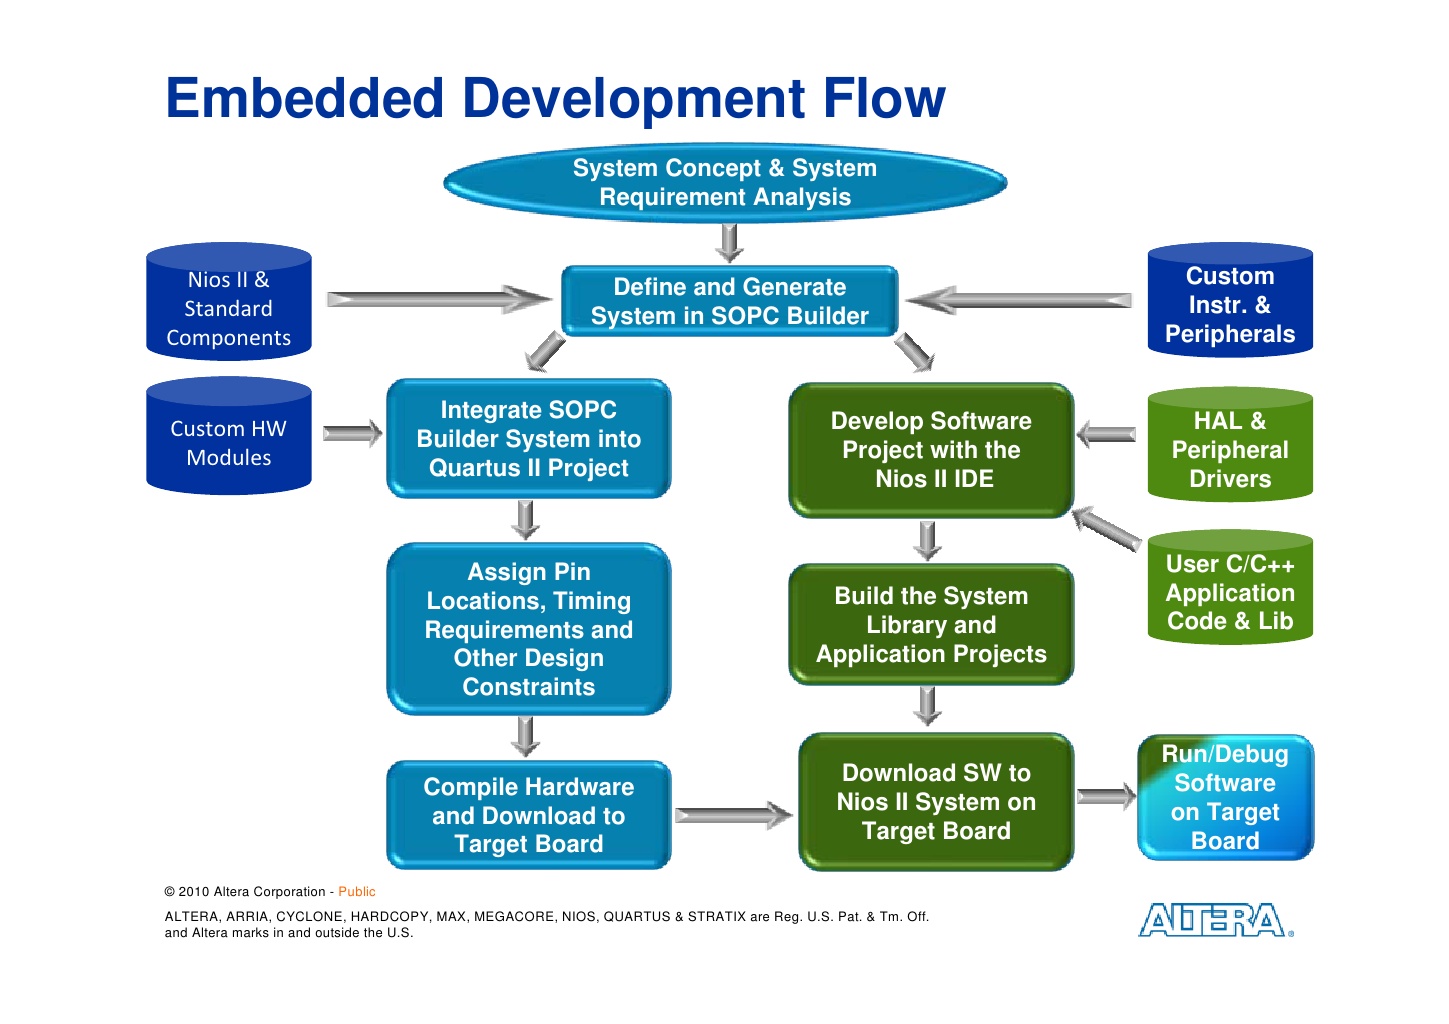 Embedded Development Flow
System Concept & System
Requirement Analysis
Nios II &
Standard
Components
Define and Generate
System in SOPC Builder
Custom
Instr. &
Peripherals
Custom HW
Modules
Integrate SOPC
Builder System into
Quartus II Project
Develop Software
Project with the
Nios II IDE
HAL &
Peripheral
Drivers
User C/C++
Application
Code & Lib
Assign Pin
Locations, Timing
Requirements and
Other Design
Constraints
Build the System
Library and
Application Projects
Compile Hardware
and Download to
Target Board
Download SW to
Nios II System on
Target Board
Run/Debug
Software
on Target
Board
© 2010 Altera Corporation - Public
ALTERA, ARRIA, CYCLONE, HARDCOPY, MAX, MEGACORE, NIOS, QUARTUS & STRATIX are Reg. U.S. Pat. & Tm. Off.
and Altera marks in and outside the U.S.
ALTERA®